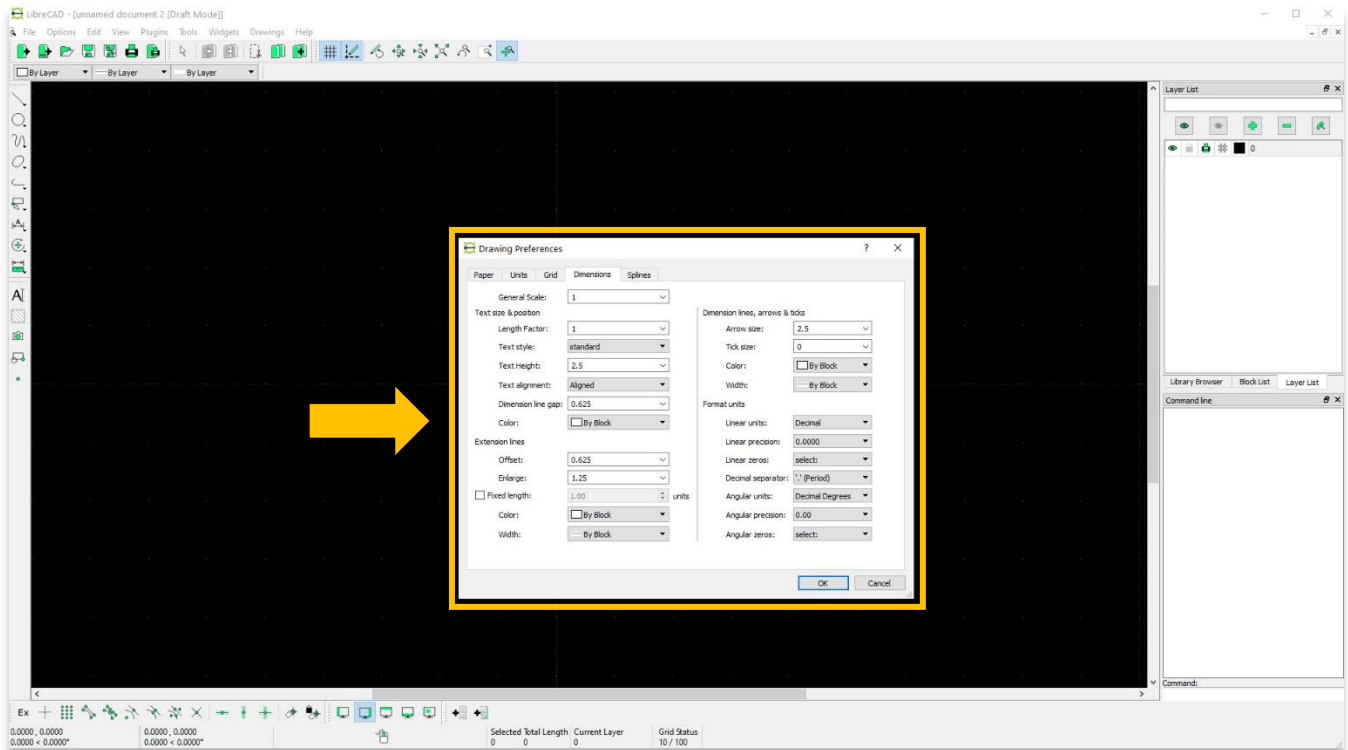 LibreCAD - [unnamed document 2 [Draft Mode]]
File Options Edit View Plugins Tools Widgets Drawings Help
By Layer By Layer By Layer
Layer List
0
Drawing Preferences ? X
Paper Units Grid Dimensions Splines
General Scale: 1
Text size & position
Length Factor: 1
Text style: standard
Text Height: 2.5
Text alignment: Aligned
Dimension line gap: 0.625
Color: By Block
Extension lines
Offset: 0.625
Enlarge: 1.25
Fixed length: 1.00 units
Color: By Block
Width: By Block
Dimension lines, arrows & ticks
Arrow size: 2.5
Tick size: 0
Color: By Block
Width: By Block
Format units
Linear units: Decimal
Linear precision: 0.0000
Linear zeros: select:
Decimal separator: '.' (Period)
Angular units: Decimal Degrees
Angular precision: 0.00
Angular zeros: select:
OK Cancel
Library Browser Block List Layer List
Command line
Command:
Ex
0.0000 , 0.0000 0.0000 , 0.0000 Selected Total Length Current Layer Grid Status
0.0000 < 0.0000° 0.0000 < 0.0000° 0 0 0 10 / 100